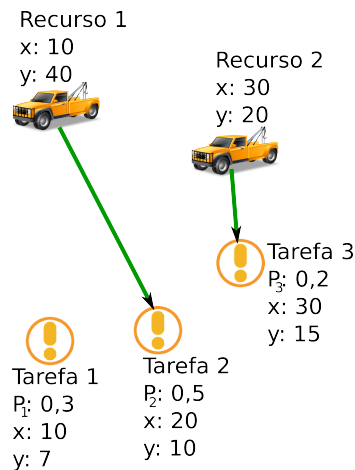 Recurso 1
x: 10
y: 40
Recurso 2
x: 30
y: 20
Tarefa 3
P3: 0,2
x: 30
y: 15
Tarefa 1
P1: 0,3
x: 10
y: 7
Tarefa 2
P2: 0,5
x: 20
y: 10